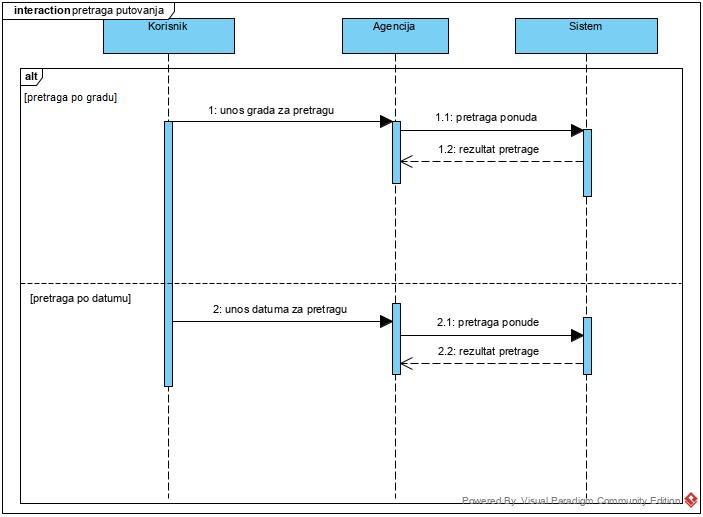 interaction pretraga putovanja
Korisnik
Agencija
Sistem
alt
[pretraga po gradu]
1: unos grada za pretragu
1.1: pretraga ponuda
1.2: rezultat pretrage
[pretraga po datumu]
2: unos datuma za pretragu
2.1: pretraga ponude
2.2: rezultat pretrage
Powered By Visual Paradigm Community Edition